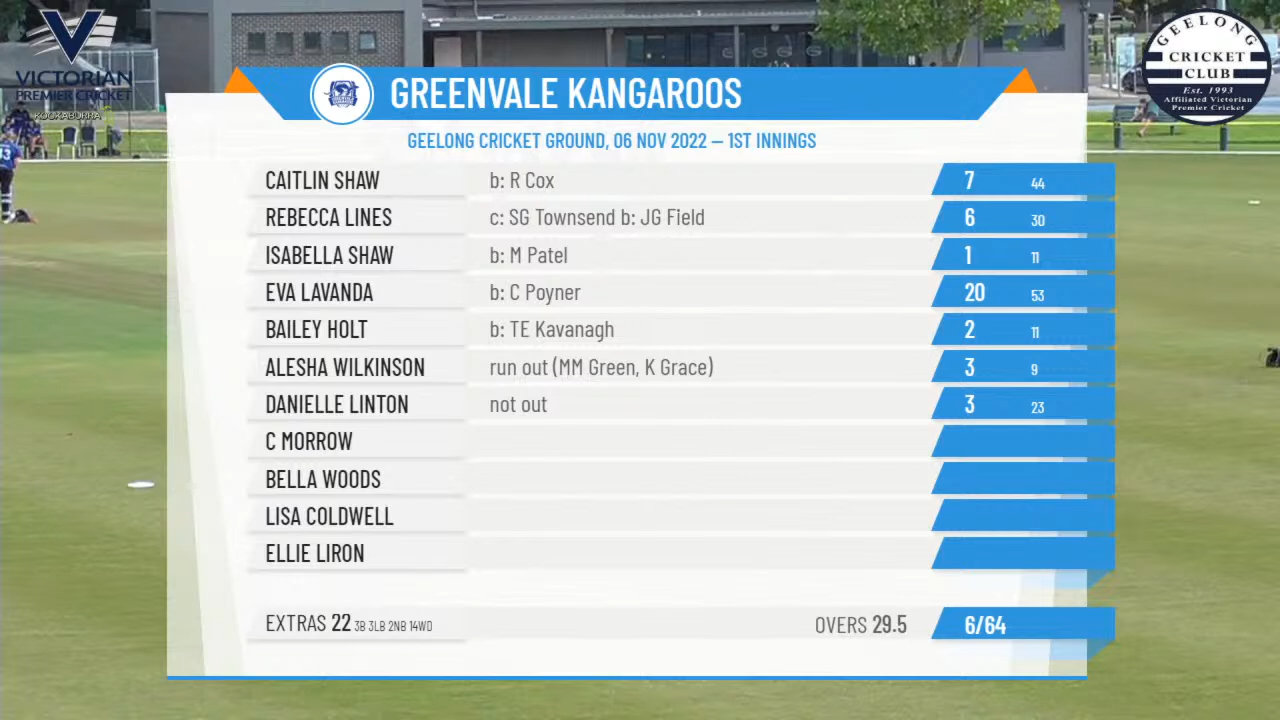 VICTORIAN
PREMIER CRICKET
KOOKABURRA
GEELONG
CRICKET
CLUB
Est. 1993
Affiliated Victorian
Premier Cricket
GREENVALE KANGAROOS
GEELONG CRICKET GROUND, 06 NOV 2022 – 1ST INNINGS
CAITLIN SHAW b: R Cox 7 44
REBECCA LINES c: SG Townsend b: JG Field 6 30
ISABELLA SHAW b: M Patel 1 11
EVA LAVANDA b: C Poyner 20 53
BAILEY HOLT b: TE Kavanagh 2 11
ALESHA WILKINSON run out (MM Green, K Grace) 3 9
DANIELLE LINTON not out 3 23
C MORROW
BELLA WOODS
LISA COLDWELL
ELLIE LIRON
EXTRAS 22 3B 3LB 2NB 14WD OVERS 29.5 6/64